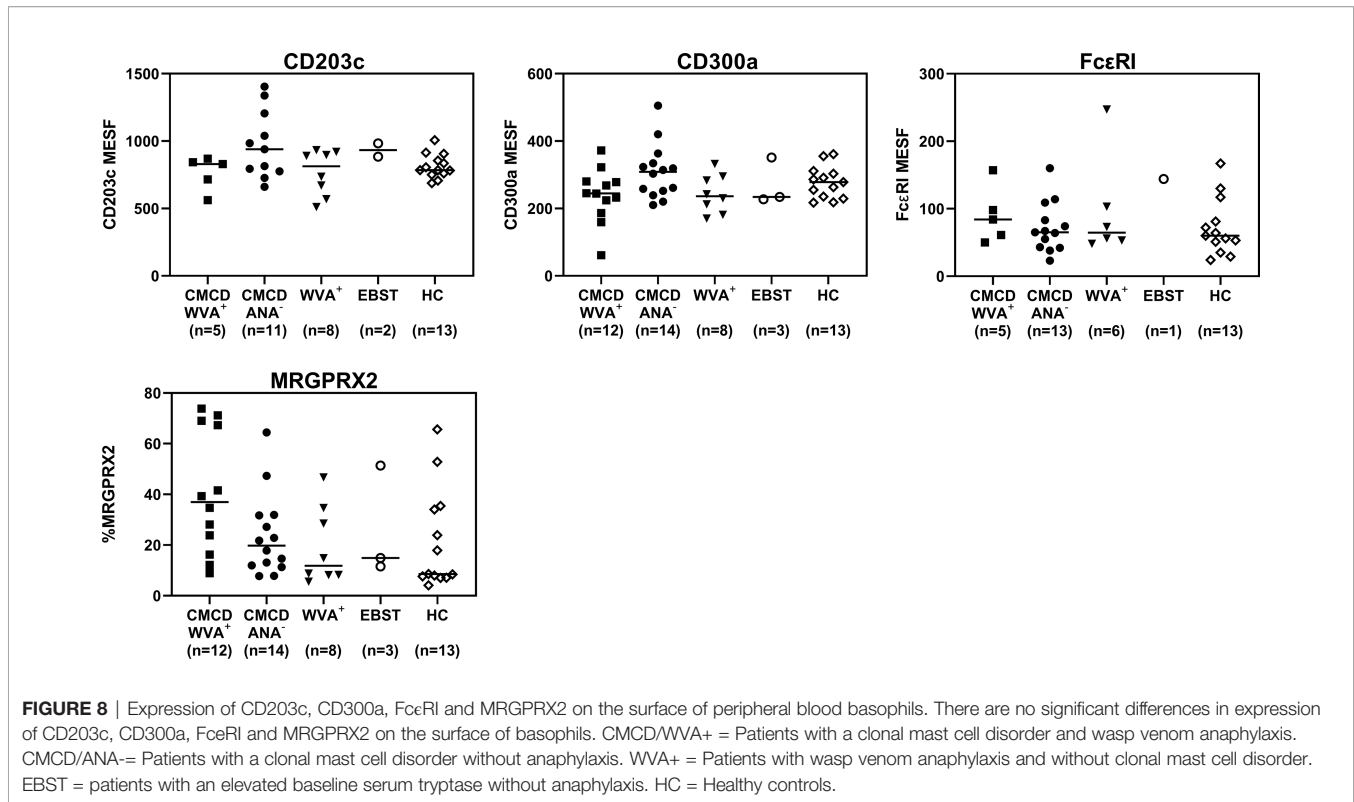 CD203c
1500
1000
500
0
CD203c MESF
CMCD CMCD WVA⁺ EBST HC
WVA⁺ ANA⁻
(n=5) (n=11) (n=8) (n=2) (n=13)
CD300a
600
400
200
0
CD300a MESF
CMCD CMCD WVA⁺ EBST HC
WVA⁺ ANA⁻
(n=12) (n=14) (n=8) (n=3) (n=13)
FcεRI
300
200
100
0
FcεRI MESF
CMCD CMCD WVA⁺ EBST HC
WVA⁺ ANA⁻
(n=5) (n=13) (n=6) (n=1) (n=13)
MRGPRX2
80
60
40
20
0
%MRGPRX2
CMCD CMCD WVA⁺ EBST HC
WVA⁺ ANA⁻
(n=12) (n=14) (n=8) (n=3) (n=13)
FIGURE 8 | Expression of CD203c, CD300a, FcεRI and MRGPRX2 on the surface of peripheral blood basophils. There are no significant differences in expression
of CD203c, CD300a, FceRI and MRGPRX2 on the surface of basophils. CMCD/WVA+ = Patients with a clonal mast cell disorder and wasp venom anaphylaxis.
CMCD/ANA-= Patients with a clonal mast cell disorder without anaphylaxis. WVA+ = Patients with wasp venom anaphylaxis and without clonal mast cell disorder.
EBST = patients with an elevated baseline serum tryptase without anaphylaxis. HC = Healthy controls.